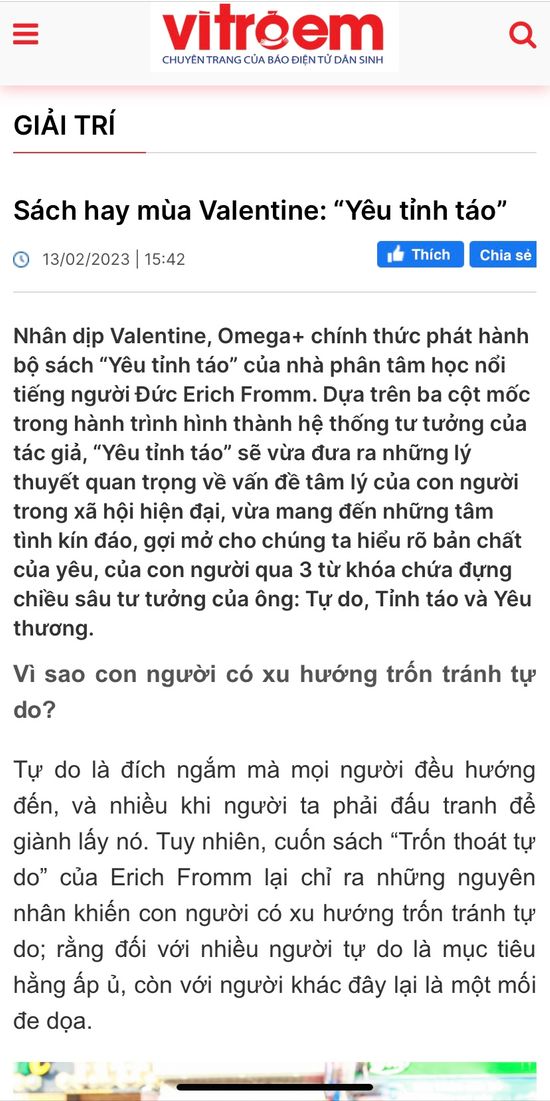 vìtrẻem
CHUYÊN TRANG CỦA BÁO ĐIỆN TỬ DÂN SINH
GIẢI TRÍ
Sách hay mùa Valentine: “Yêu tỉnh táo”
13/02/2023 | 15:42
Thích
Chia sẻ
Nhân dịp Valentine, Omega+ chính thức phát hành
bộ sách “Yêu tỉnh táo” của nhà phân tâm học nổi
tiếng người Đức Erich Fromm. Dựa trên ba cột mốc
trong hành trình hình thành hệ thống tư tưởng của
tác giả, “Yêu tỉnh táo” sẽ vừa đưa ra những lý
thuyết quan trọng về vấn đề tâm lý của con người
trong xã hội hiện đại, vừa mang đến những tâm
tình kín đáo, gợi mở cho chúng ta hiểu rõ bản chất
của yêu, của con người qua 3 từ khóa chứa đựng
chiều sâu tư tưởng của ông: Tự do, Tỉnh táo và Yêu
thương.
Vì sao con người có xu hướng trốn tránh tự
do?
Tự do là đích ngắm mà mọi người đều hướng
đến, và nhiều khi người ta phải đấu tranh để
giành lấy nó. Tuy nhiên, cuốn sách “Trốn thoát tự
do” của Erich Fromm lại chỉ ra những nguyên
nhân khiến con người có xu hướng trốn tránh tự
do; rằng đối với nhiều người tự do là mục tiêu
hằng ấp ủ, còn với người khác đây lại là một mối
đe dọa.